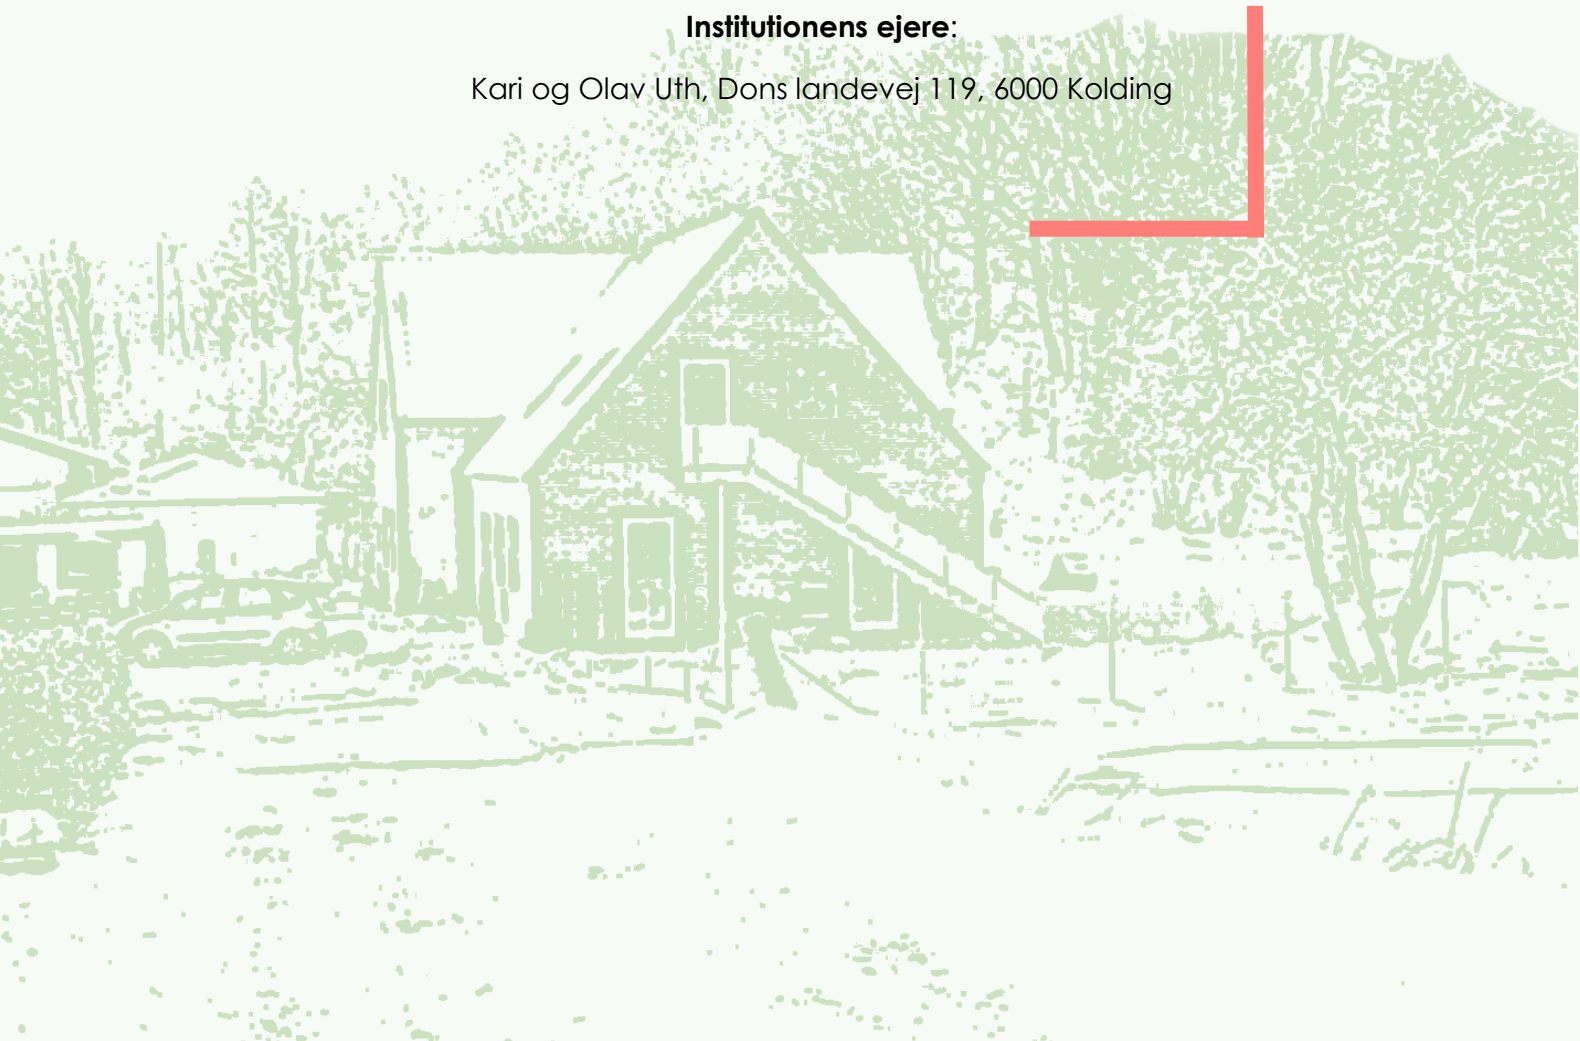 Institutionens ejere:
Kari og Olav Uth, Dons landevej 119, 6000 Kolding